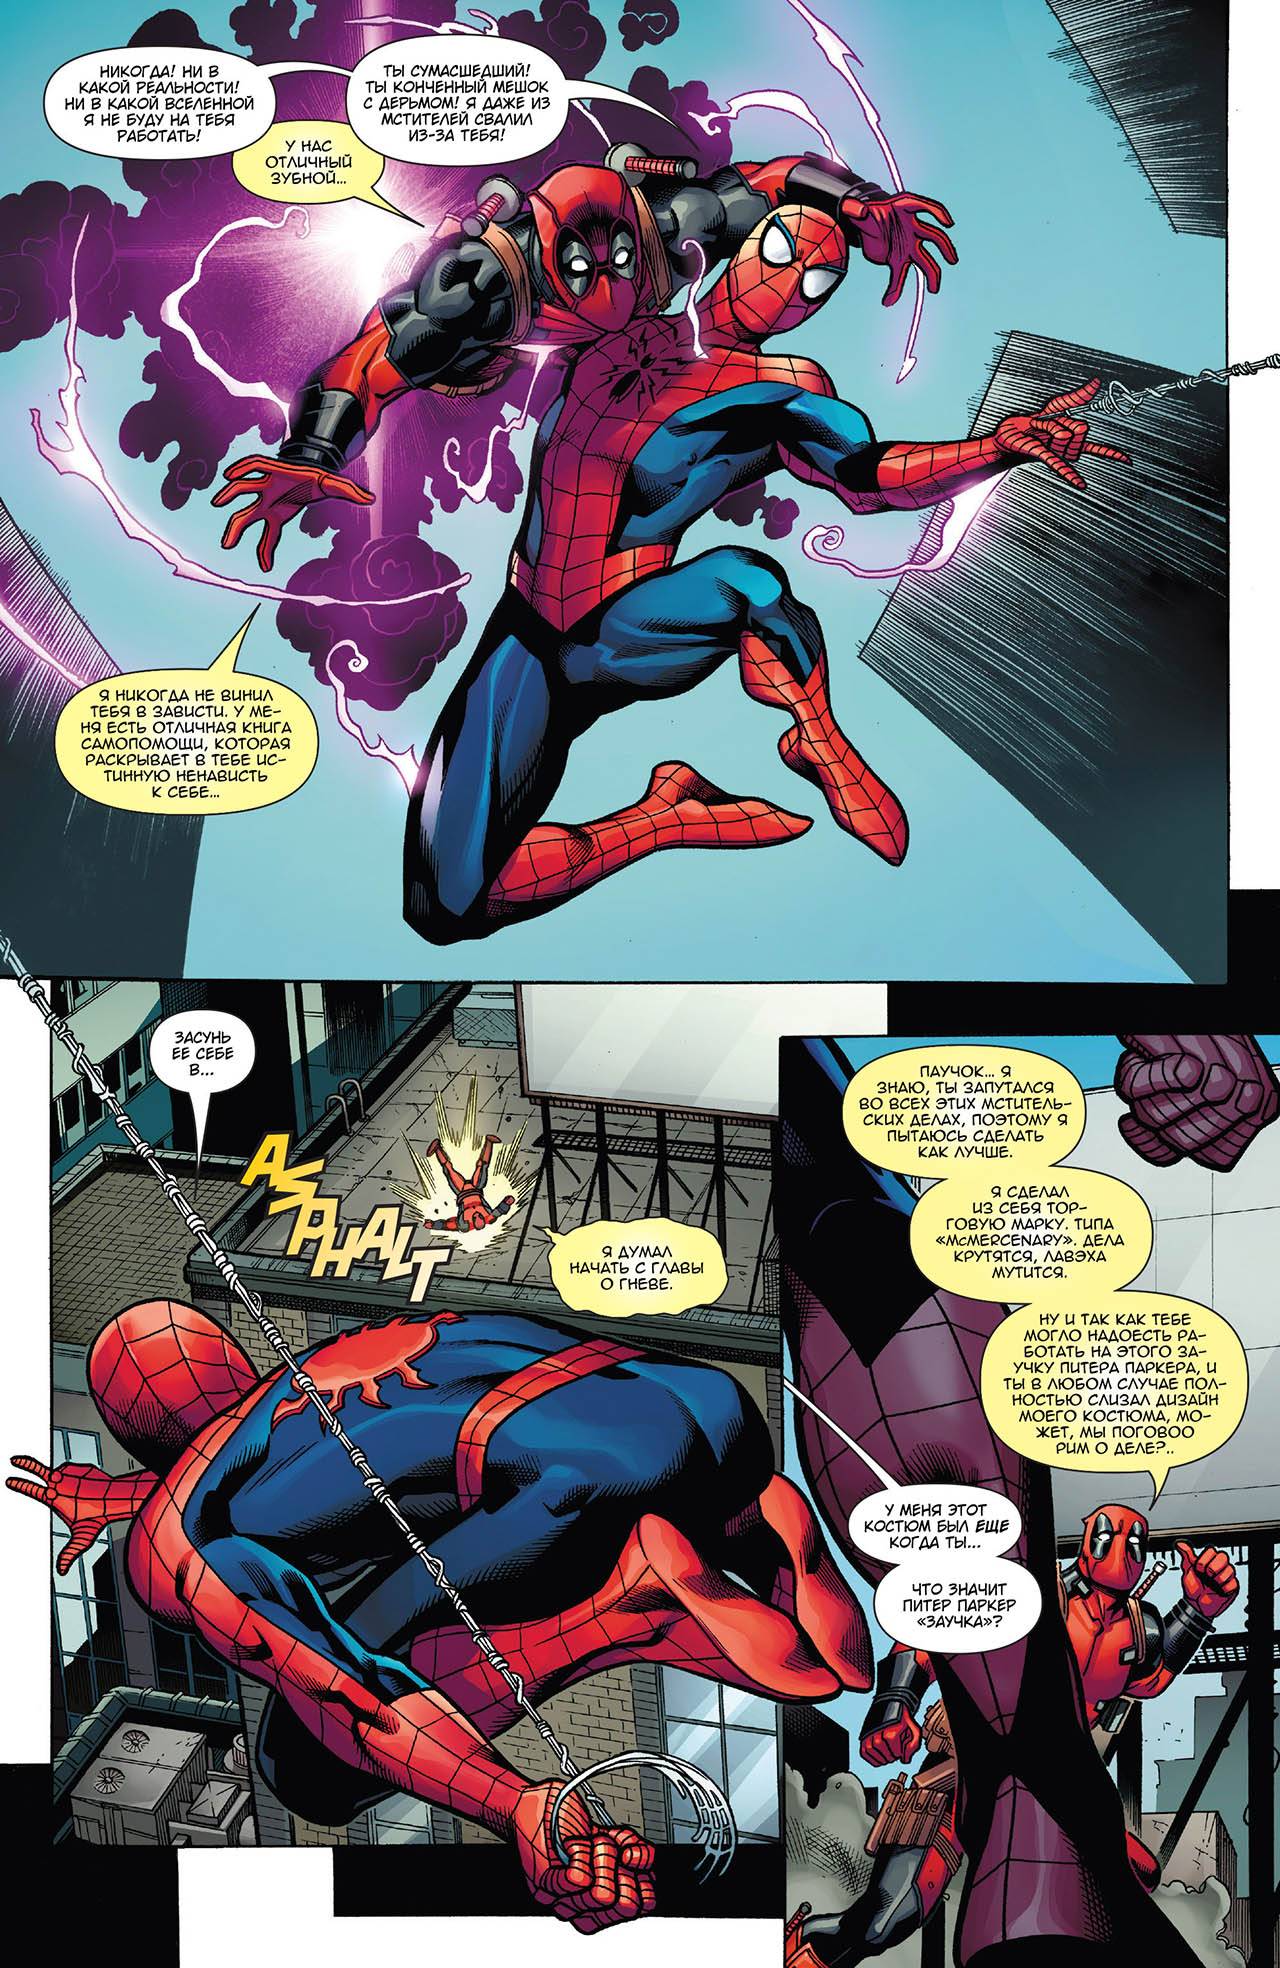 НИКОГДА! НИ В
КАКОЙ РЕАЛЬНОСТИ!
НИ В КАКОЙ ВСЕЛЕННОЙ
Я НЕ БУДУ НА ТЕБЯ
РАБОТАТЬ!
У НАС
ОТЛИЧНЫЙ
ЗУБНОЙ...
ТЫ СУМАСШЕДШИЙ!
ТЫ КОНЧЕННЫЙ МЕШОК
С ДЕРЬМОМ! Я ДАЖЕ ИЗ
МСТИТЕЛЕЙ СВАЛИЛ
ИЗ-ЗА ТЕБЯ!
Я НИКОГДА НЕ ВИНИЛ
ТЕБЯ В ЗАВИСТИ. У МЕ-
НЯ ЕСТЬ ОТЛИЧНАЯ КНИГА
САМОПОМОЩИ, КОТОРАЯ
РАСКРЫВАЕТ В ТЕБЕ ИС-
ТИННУЮ НЕНАВИСТЬ
К СЕБЕ...
ЗАСУНЬ
ЕЕ СЕБЕ
В...
ASPHALT
Я ДУМАЛ
НАЧАТЬ С ГЛАВЫ
О ГНЕВЕ.
ПАУЧОК... Я
ЗНАЮ, ТЫ ЗАПУТАЛСЯ
ВО ВСЕХ ЭТИХ МСТИТЕЛЬ-
СКИХ ДЕЛАХ, ПОЭТОМУ Я
ПЫТАЮСЬ СДЕЛАТЬ
КАК ЛУЧШЕ.
Я СДЕЛАЛ
ИЗ СЕБЯ ТОР-
ГОВУЮ МАРКУ. ТИПА
«McMERCENARY». ДЕЛА
КРУТЯТСЯ, ЛАВЭХА
МУТИТСЯ.
НУ И ТАК КАК ТЕБЕ
МОГЛО НАДОЕСТЬ РА-
БОТАТЬ НА ЭТОГО ЗА-
УЧКУ ПИТЕРА ПАРКЕРА, И
ТЫ В ЛЮБОМ СЛУЧАЕ ПОЛ-
НОСТЬЮ СЛИЗАЛ ДИЗАЙН
МОЕГО КОСТЮМА, МО-
ЖЕТ, МЫ ПОГОВОО
РИМ О ДЕЛЕ?..
У МЕНЯ ЭТОТ
КОСТЮМ БЫЛ ЕЩЕ
КОГДА ТЫ...
ЧТО ЗНАЧИТ
ПИТЕР ПАРКЕР
«ЗАУЧКА»?